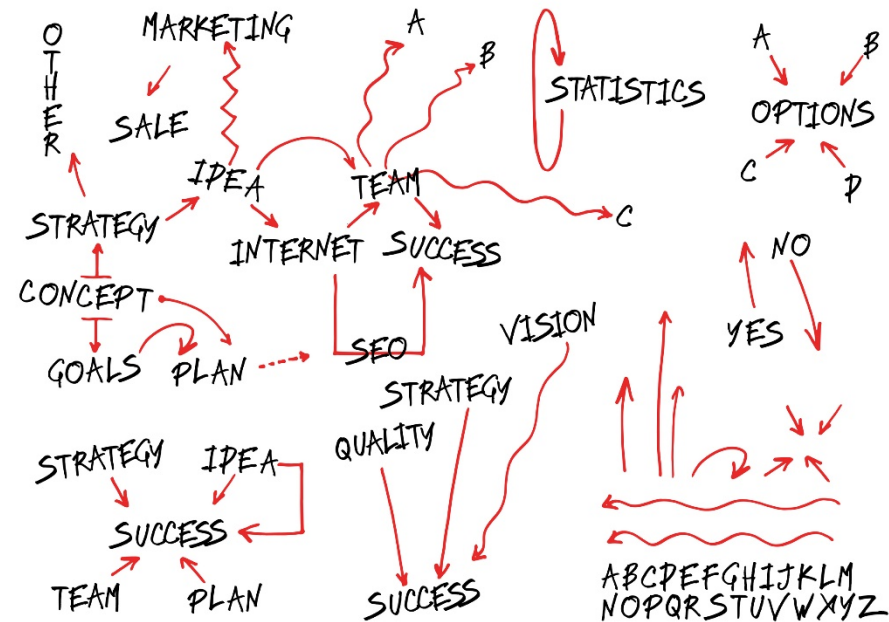 OTHER
MARKETING
SALE
IDEA
STRATEGY
CONCEPT
GOALS
PLAN
INTERNET
TEAM
SUCCESS
SEO
A
B
C
STATISTICS
A
B
OPTIONS
C
D
NO
YES
STRATEGY
IDEA
SUCCESS
TEAM
PLAN
VISION
STRATEGY
QUALITY
SUCCESS
ABCDEFGHIJKLM
NOPQRSTUVWXYZ